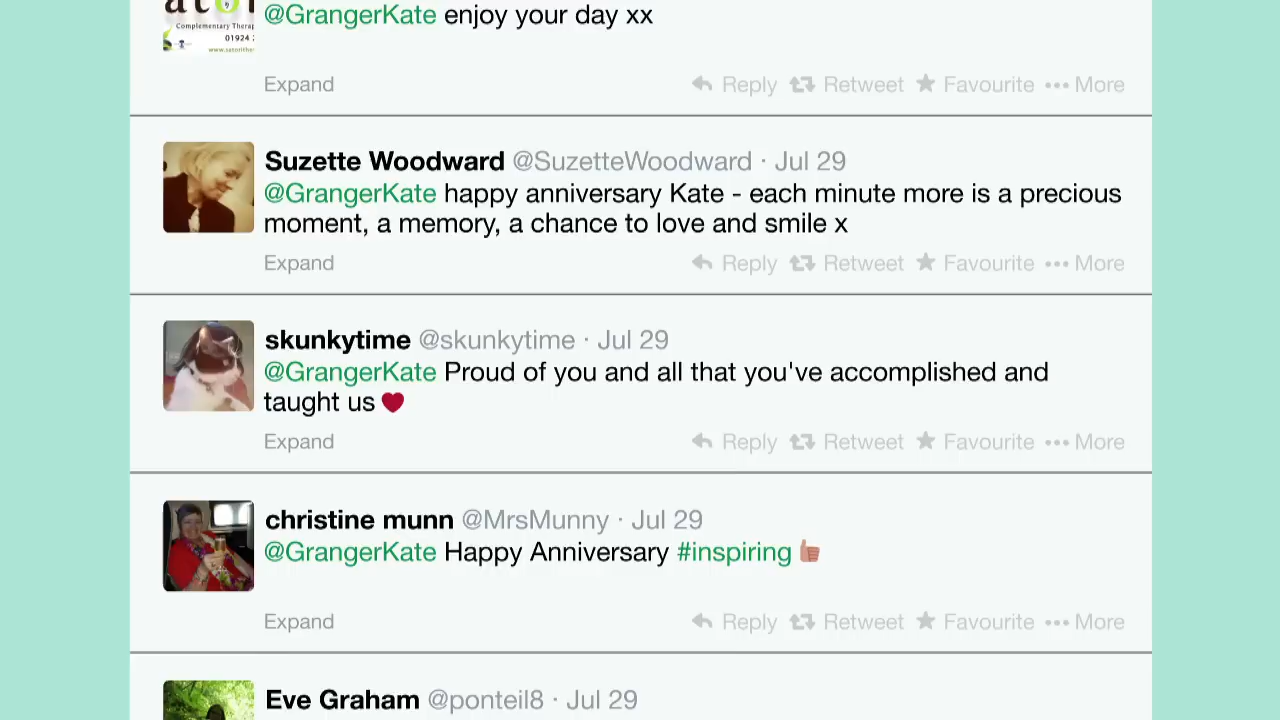 @GrangerKate enjoy your day xx
Complementary Therap
01924
Expand
Reply Retweet Favourite More
Suzette Woodward @SuzetteWoodward · Jul 29
@GrangerKate happy anniversary Kate - each minute more is a precious
moment, a memory, a chance to love and smile x
Expand
Reply Retweet Favourite More
skunkytime @skunkytime · Jul 29
@GrangerKate Proud of you and all that you've accomplished and
taught us ❤
Expand
Reply Retweet Favourite More
christine munn @MrsMunny · Jul 29
@GrangerKate Happy Anniversary #inspiring 👍
Expand
Reply Retweet Favourite More
Eve Graham @ponteil8 · Jul 29